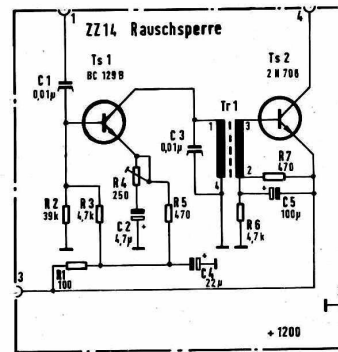 1
4
ZZ14 Rauschsperre
Ts 1
BC 129 B
Ts 2
2 N 706
C 1
0,01µ
Tr 1
1
3
C 3
0,01µ
R4
250
R7
470
2
4
C5
100µ
R2
39k
R3
4,7k
C2
4,7µ
R5
470
R6
4,7k
3
R1
100
C4
22µ
+ 1200